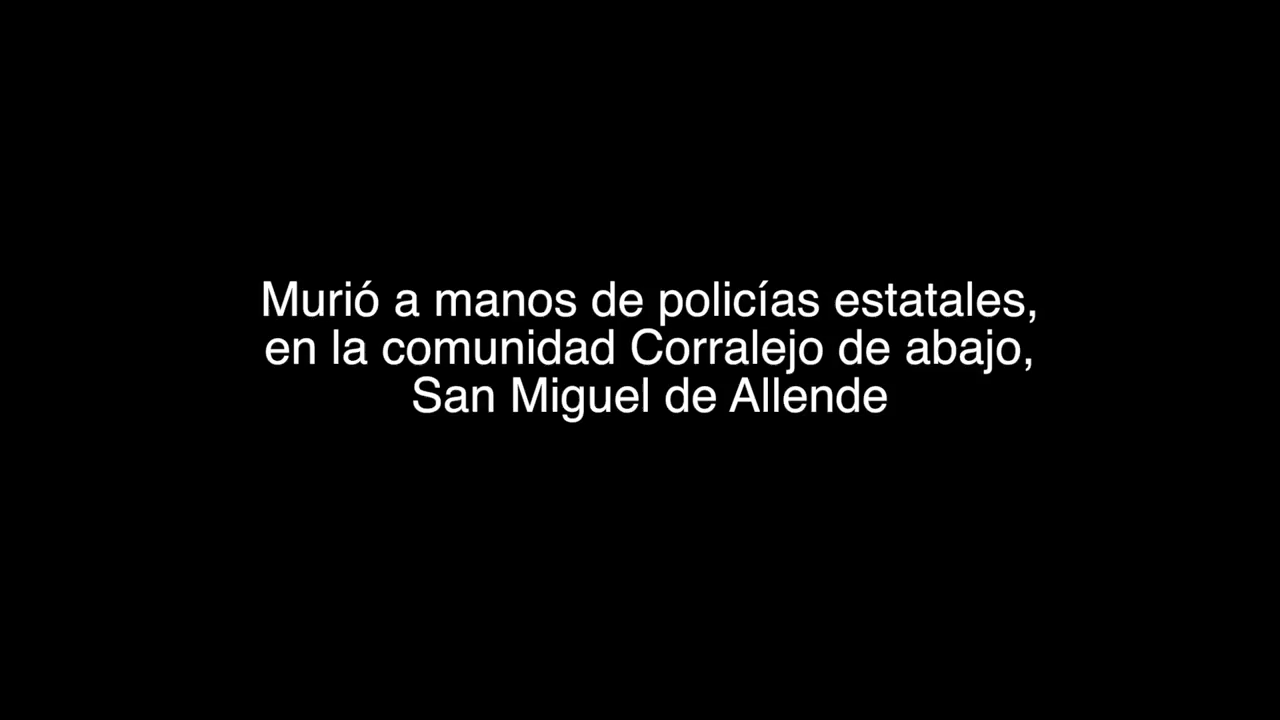 Murió a manos de policías estatales,
en la comunidad Corralejo de abajo,
San Miguel de Allende